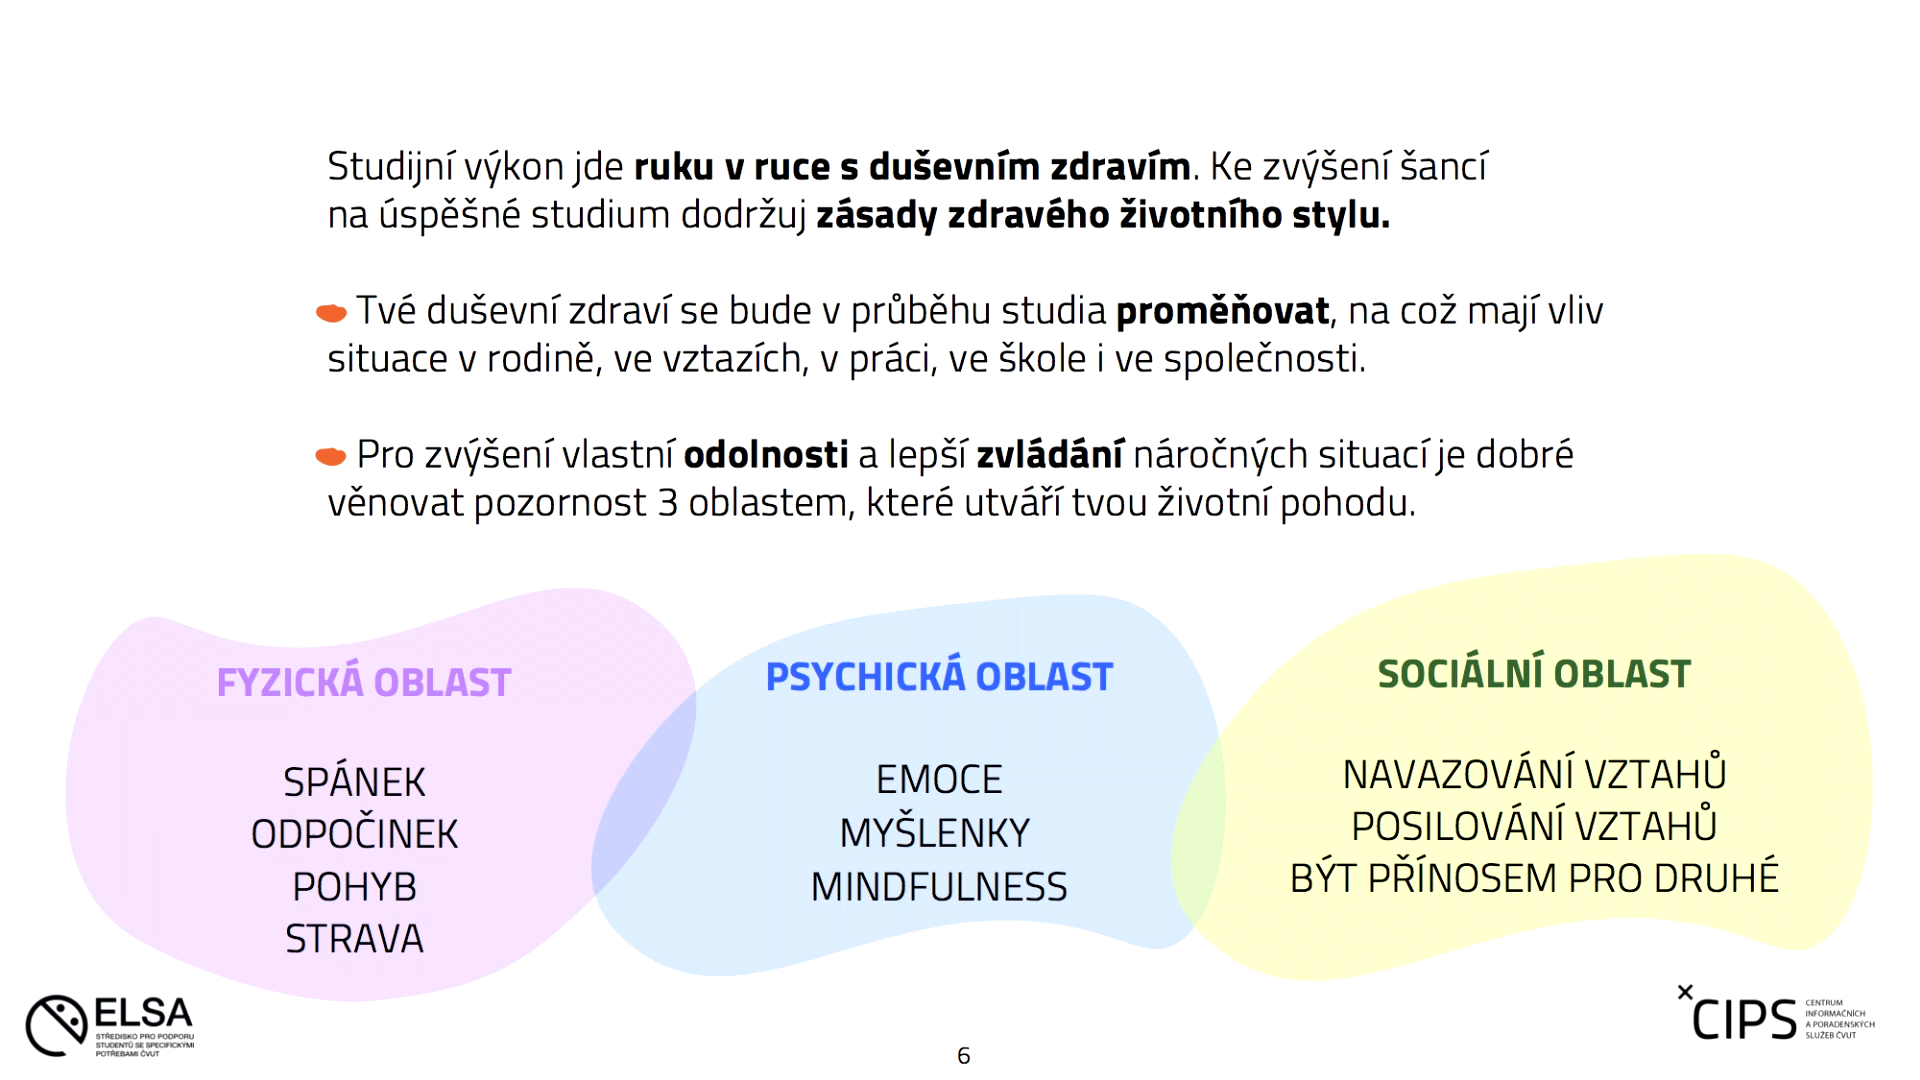 Studijní výkon jde ruku v ruce s duševním zdravím. Ke zvýšení šancí
na úspěšné studium dodržuj zásady zdravého životního stylu.
Tvé duševní zdraví se bude v průběhu studia proměňovat, na což mají vliv
situace v rodině, ve vztazích, v práci, ve škole i ve společnosti.
Pro zvýšení vlastní odolnosti a lepší zvládání náročných situací je dobré
věnovat pozornost 3 oblastem, které utváří tvou životní pohodu.
FYZICKÁ OBLAST
SPÁNEK
ODPOČINEK
POHYB
STRAVA
PSYCHICKÁ OBLAST
EMOCE
MYŠLENKY
MINDFULNESS
SOCIÁLNÍ OBLAST
NAVAZOVÁNÍ VZTAHŮ
POSILOVÁNÍ VZTAHŮ
BÝT PŘÍNOSEM PRO DRUHÉ
ELSA
STŘEDISKO PRO PODPORU
STUDENTŮ SE SPECIFICKÝMI
POTŘEBAMI ČVUT
6
CIPS
CENTRUM
INFORMAČNÍCH
A PORADENSKÝCH
SLUŽEB ČVUT